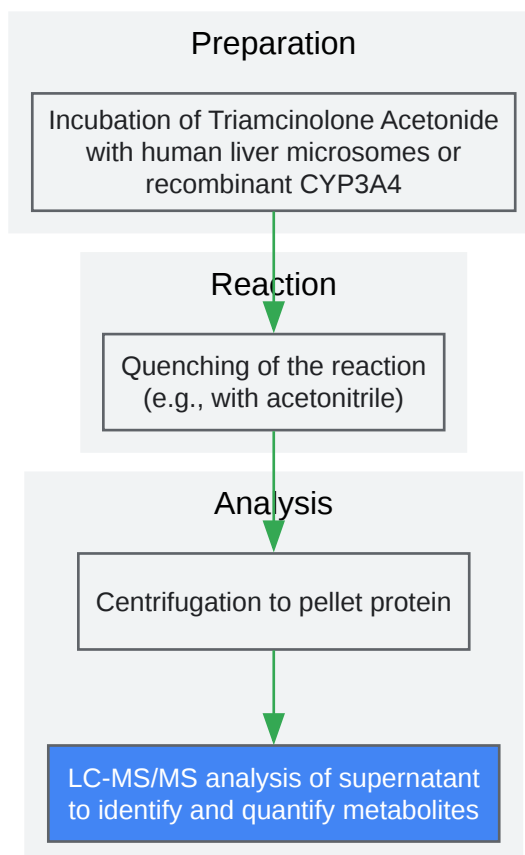 Preparation
Incubation of Triamcinolone Acetonide
with human liver microsomes or
recombinant CYP3A4
Reaction
Quenching of the reaction
(e.g., with acetonitrile)
Analysis
Centrifugation to pellet protein
LC-MS/MS analysis of supernatant
to identify and quantify metabolites